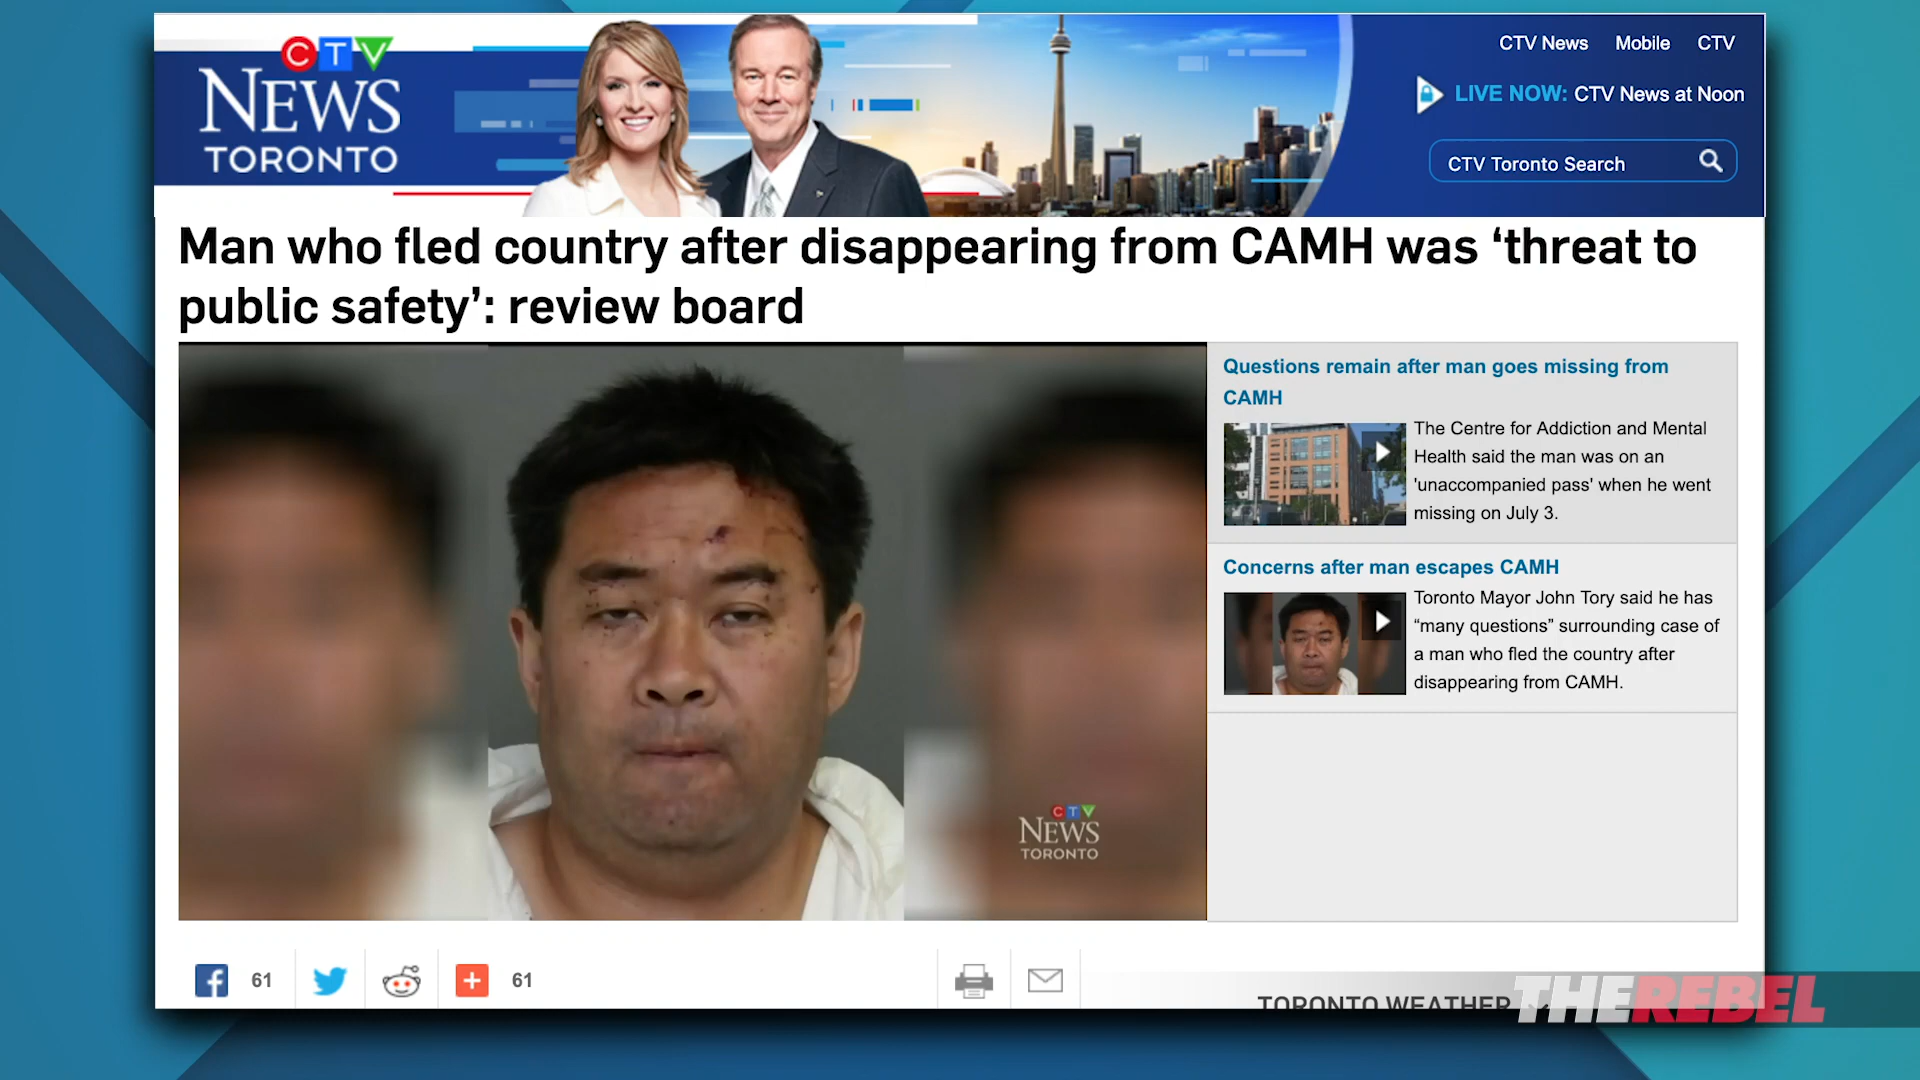 CTV
NEWS
TORONTO
CTV News Mobile CTV
LIVE NOW: CTV News at Noon
CTV Toronto Search
Man who fled country after disappearing from CAMH was ‘threat to
public safety’: review board
CTV
NEWS
TORONTO
Questions remain after man goes missing from
CAMH
The Centre for Addiction and Mental
Health said the man was on an
'unaccompanied pass' when he went
missing on July 3.
Concerns after man escapes CAMH
Toronto Mayor John Tory said he has
“many questions” surrounding case of
a man who fled the country after
disappearing from CAMH.
61
61
TORONTO WEATHER
THEREBEL